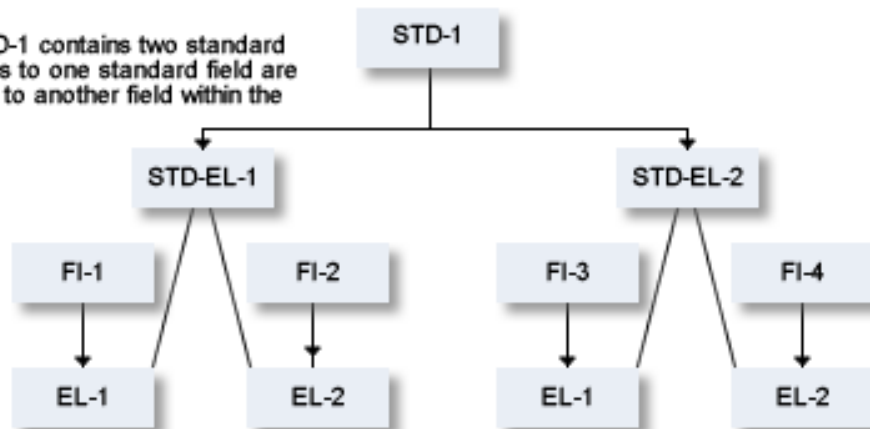 STD-1
-1 contains two standard
to one standard field are
to another field within the
STD-EL-1 STD-EL-2
FI-1 FI-2 FI-3 FI-4
EL-1 EL-2 EL-1 EL-2